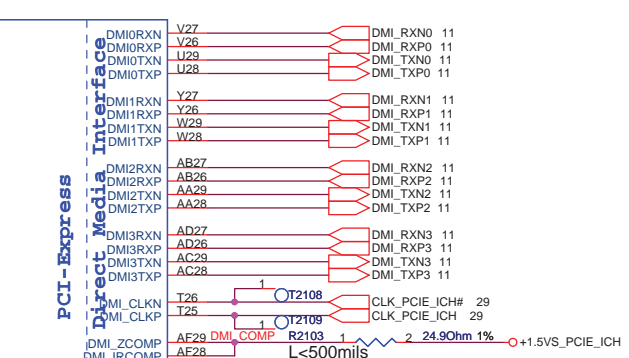 PCI-Express
Direct Media Interface
DMI0RXN V27 DMI_RXN0 11
DMI0RXP V26 DMI_RXP0 11
DMI0TXN U29 DMI_TXN0 11
DMI0TXP U28 DMI_TXP0 11
DMI1RXN Y27 DMI_RXN1 11
DMI1RXP Y26 DMI_RXP1 11
DMI1TXN W29 DMI_TXN1 11
DMI1TXP W28 DMI_TXP1 11
DMI2RXN AB27 DMI_RXN2 11
DMI2RXP AB26 DMI_RXP2 11
DMI2TXN AA29 DMI_TXN2 11
DMI2TXP AA28 DMI_TXP2 11
DMI3RXN AD27 DMI_RXN3 11
DMI3RXP AD26 DMI_RXP3 11
DMI3TXN AC29 DMI_TXN3 11
DMI3TXP AC28 DMI_TXP3 11
1 T2108
DMI_CLKN T26 CLK_PCIE_ICH# 29
DMI_CLKP T25 CLK_PCIE_ICH 29
1 T2109
DMI_ZCOMP AF29 DMI_COMP R2103 1 2 24.9Ohm 1% +1.5VS_PCIE_ICH
DMI_IRCOMP AF28 L<500mils